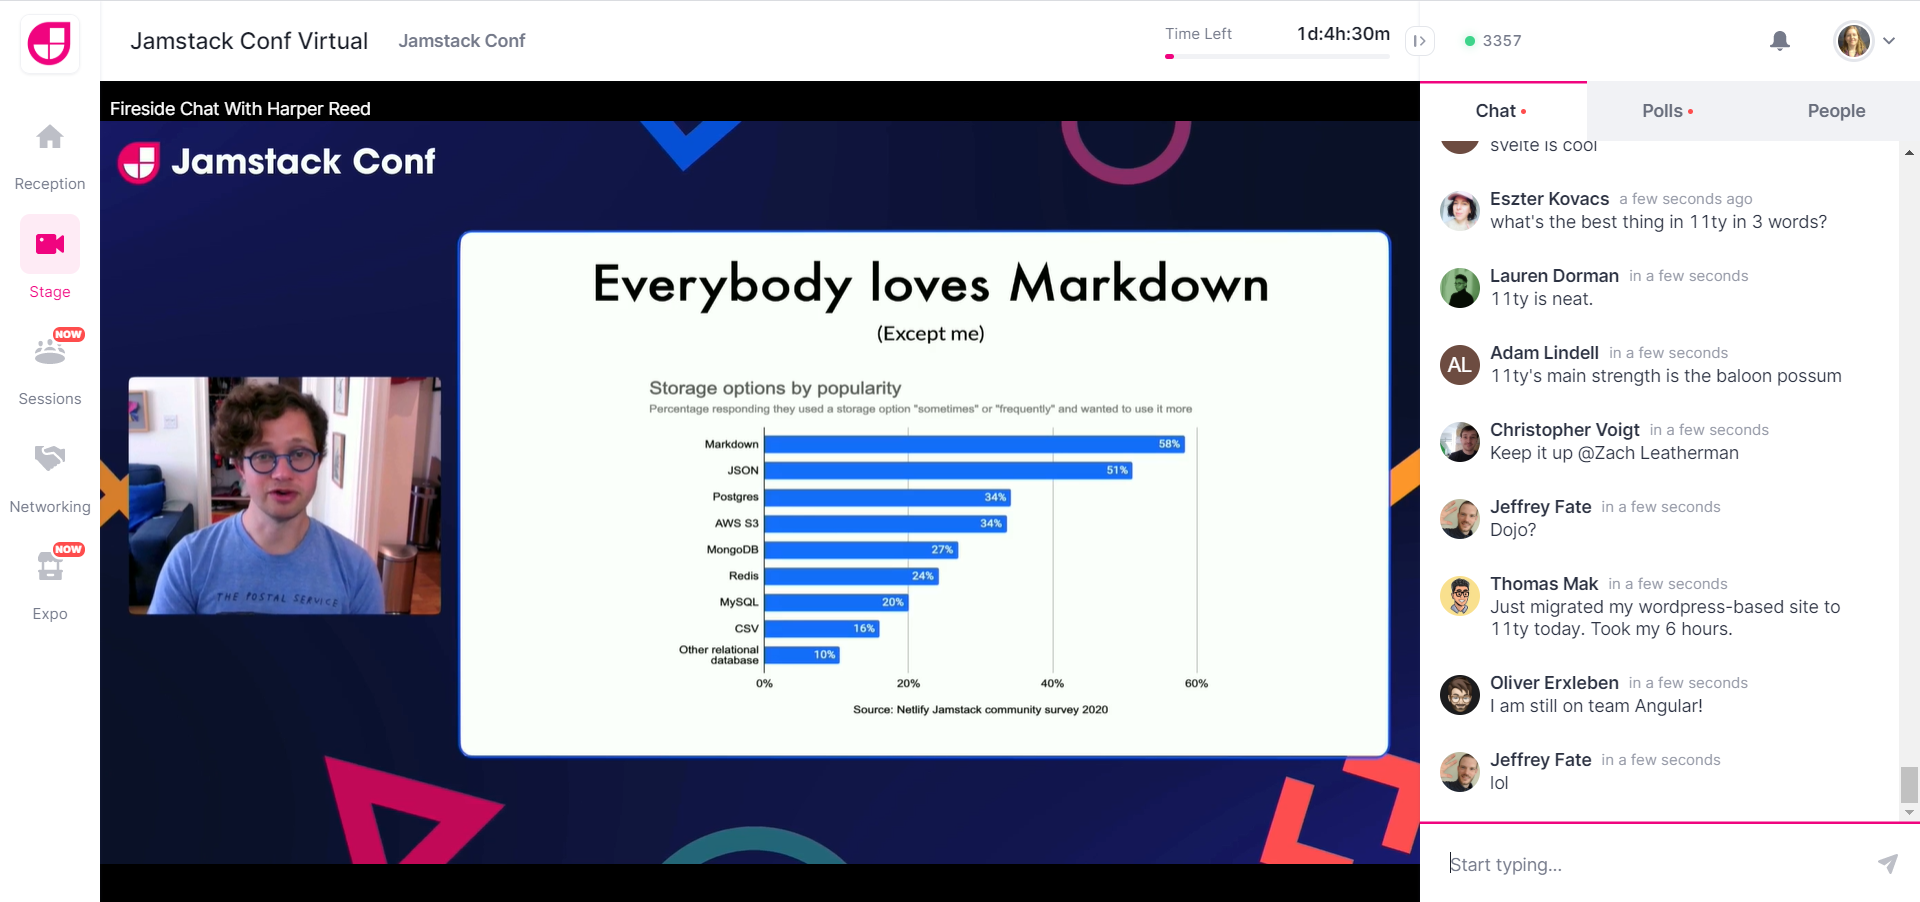 Jamstack Conf Virtual
Jamstack Conf
Time Left
1d:4h:30m
3357
Reception
Stage
NOW
Sessions
Networking
NOW
Expo
Fireside Chat With Harper Reed
Jamstack Conf
THE POSTAL SERVICE
Everybody loves Markdown
(Except me)
Storage options by popularity
Percentage responding they used a storage option "sometimes" or "frequently" and wanted to use it more
Markdown 58%
JSON 51%
Postgres 34%
AWS S3 34%
MongoDB 27%
Redis 24%
MySQL 20%
CSV 16%
Other relational
database 10%
0% 20% 40% 60%
Source: Netlify Jamstack community survey 2020
Chat
Polls
People
svelte is cool
Eszter Kovacs a few seconds ago
what's the best thing in 11ty in 3 words?
Lauren Dorman in a few seconds
11ty is neat.
AL
Adam Lindell in a few seconds
11ty's main strength is the baloon possum
Christopher Voigt in a few seconds
Keep it up @Zach Leatherman
Jeffrey Fate in a few seconds
Dojo?
Thomas Mak in a few seconds
Just migrated my wordpress-based site to
11ty today. Took my 6 hours.
Oliver Erxleben in a few seconds
I am still on team Angular!
Jeffrey Fate in a few seconds
lol
Start typing...